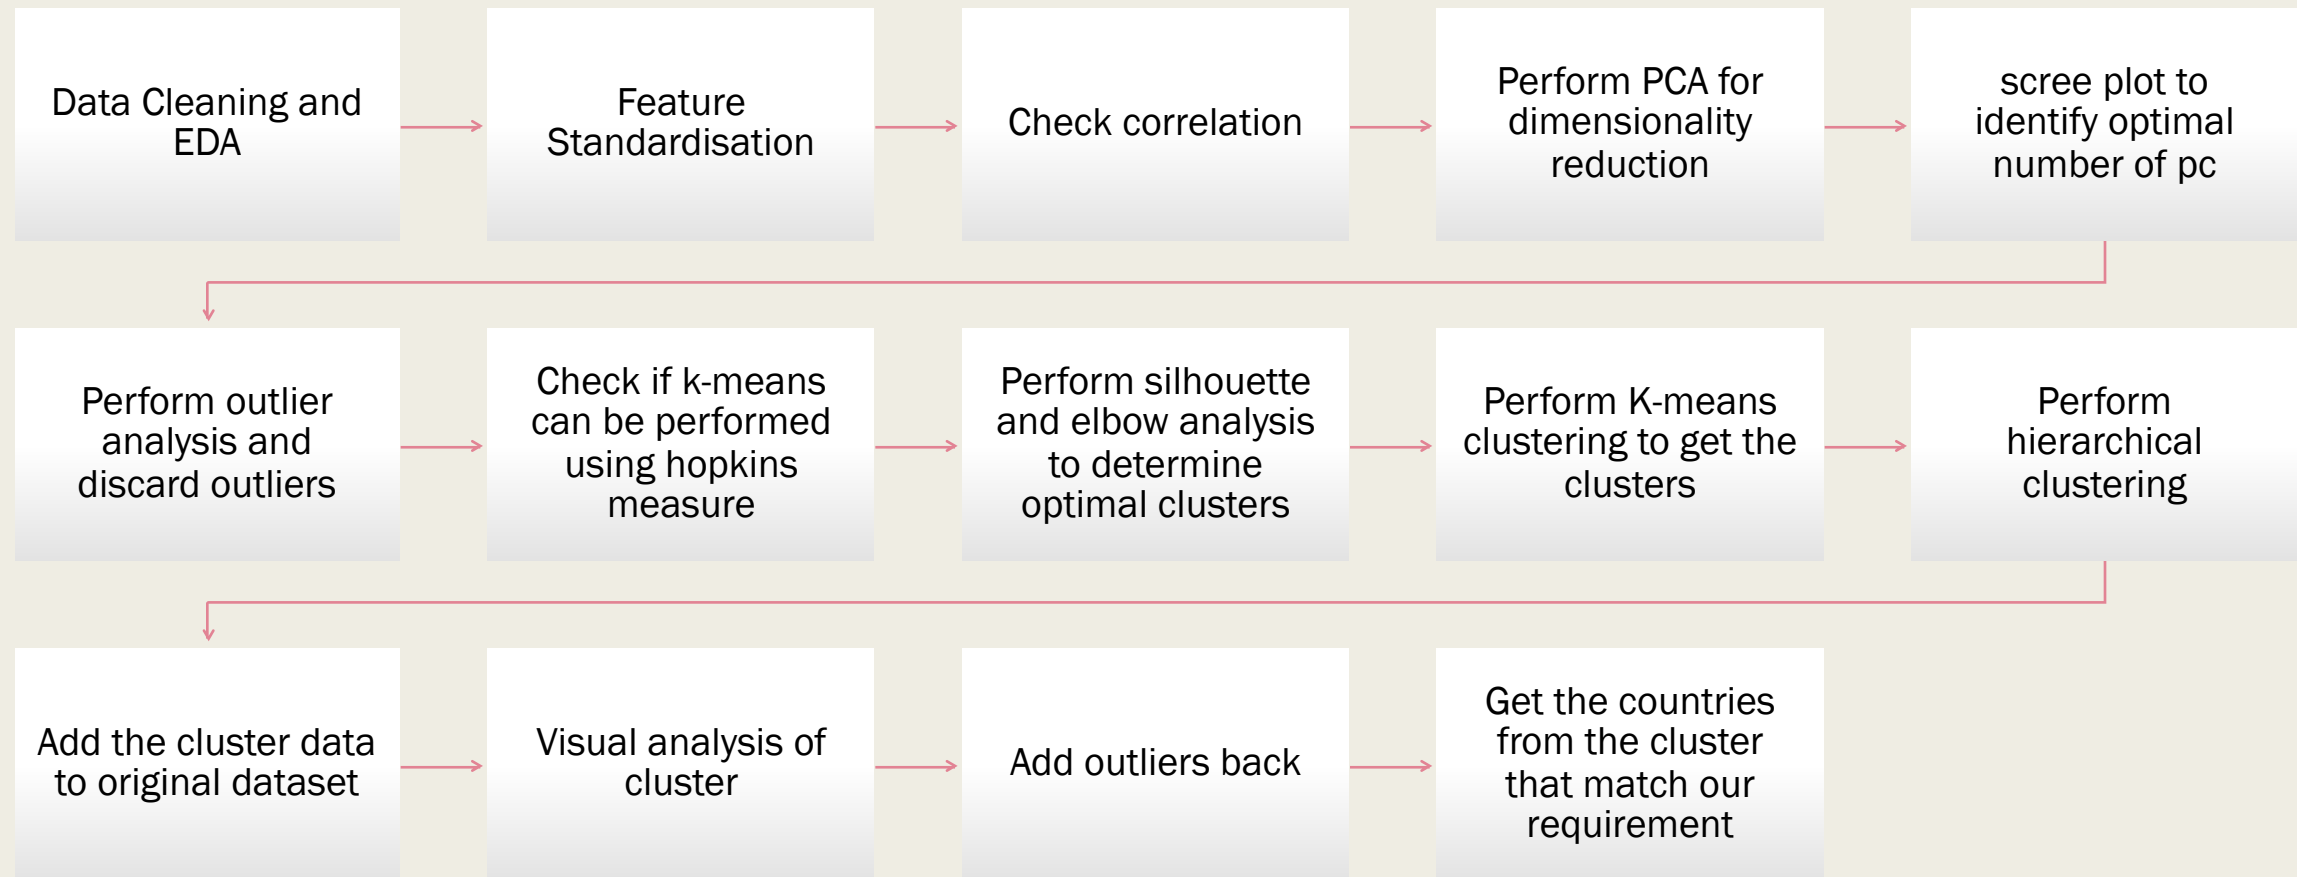 Data Cleaning and
EDA
Feature
Standardisation
Check correlation
Perform PCA for
dimensionality
reduction
scree plot to
identify optimal
number of pc
Perform outlier
analysis and
discard outliers
Check if k-means
can be performed
using hopkins
measure
Perform silhouette
and elbow analysis
to determine
optimal clusters
Perform K-means
clustering to get the
clusters
Perform
hierarchical
clustering
Add the cluster data
to original dataset
Visual analysis of
cluster
Add outliers back
Get the countries
from the cluster
that match our
requirement